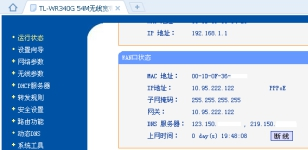 TL-WR340G 54M无线宽
IP 地址： 192.168.1.1
运行状态
设置向导
网络参数
无线参数
DHCP服务器
转发规则
安全设置
路由功能
动态DNS
系统工具
WAN口状态
MAC 地址： 00-1D-0F-36-
IP地址： 10.95.222.122 PPPoE
子网掩码： 255.255.255.255
网关： 10.95.222.122
DNS 服务器： 123.150. , 219.150.
上网时间： 0 day(s) 19:48:08 断 线